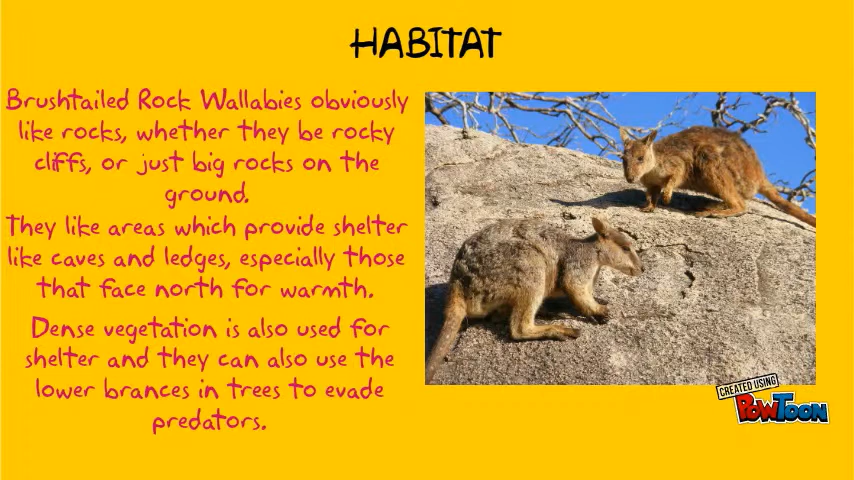 HABITAT
Brushtailed Rock Wallabies obviously
like rocks, whether they be rocky
cliffs, or just big rocks on the
ground.
They like areas which provide shelter
like caves and ledges, especially those
that face north for warmth.
Dense vegetation is also used for
shelter and they can also use the
lower brances in trees to evade
predators.
CREATED USING
POWTOON